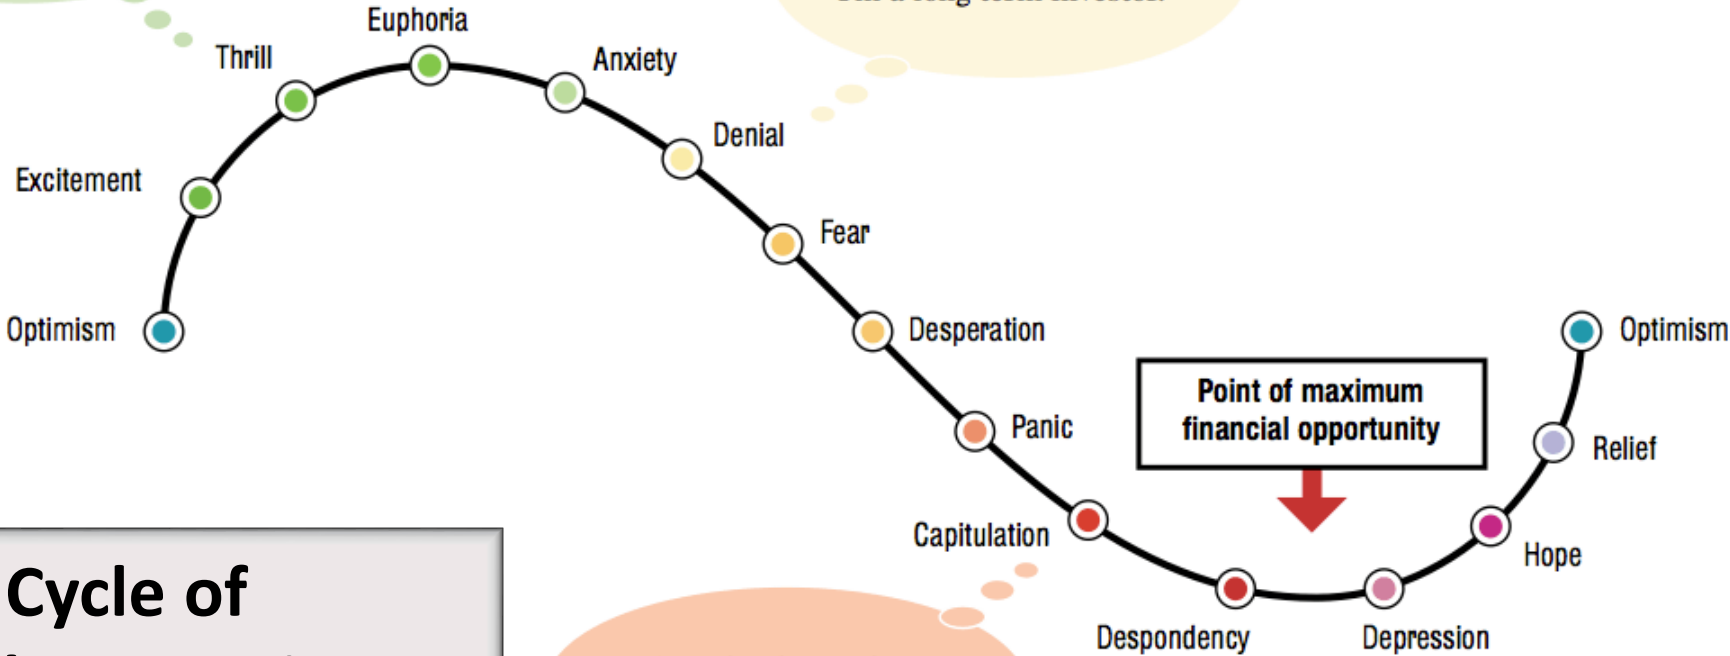 Euphoria
Thrill
Anxiety
Denial
Excitement
Fear
Optimism
Desperation
Optimism
Point of maximum
financial opportunity
Panic
Relief
Capitulation
Hope
Cycle of
Despondency
Depression